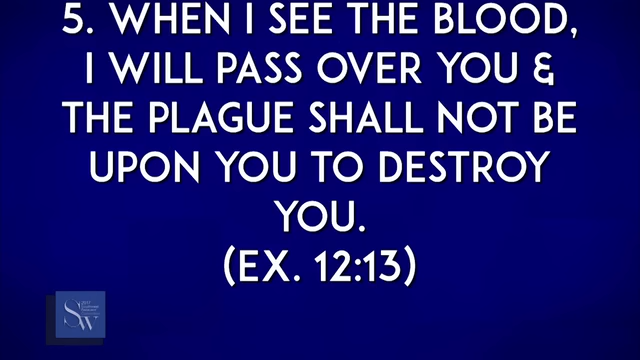 5. WHEN I SEE THE BLOOD,
I WILL PASS OVER YOU &
THE PLAGUE SHALL NOT BE
UPON YOU TO DESTROY
YOU.
(EX. 12:13)
SW